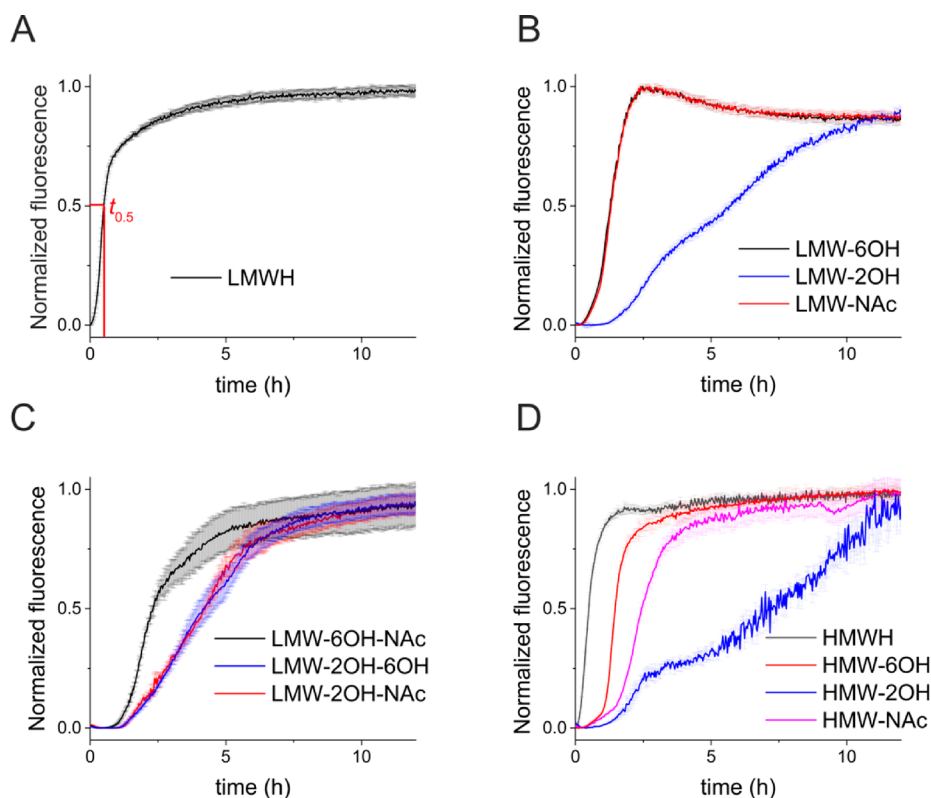 A
Normalized fluorescence
1.0
0.5
0.0
t0.5
LMWH
0
5
10
time (h)
B
Normalized fluorescence
1.0
0.5
0.0
LMW-6OH
LMW-2OH
LMW-NAc
0
5
10
time (h)
C
Normalized fluorescence
1.0
0.5
0.0
LMW-6OH-NAc
LMW-2OH-6OH
LMW-2OH-NAc
0
5
10
time (h)
D
Normalized fluorescence
1.0
0.5
0.0
HMWH
HMW-6OH
HMW-2OH
HMW-NAc
0
5
10
time (h)